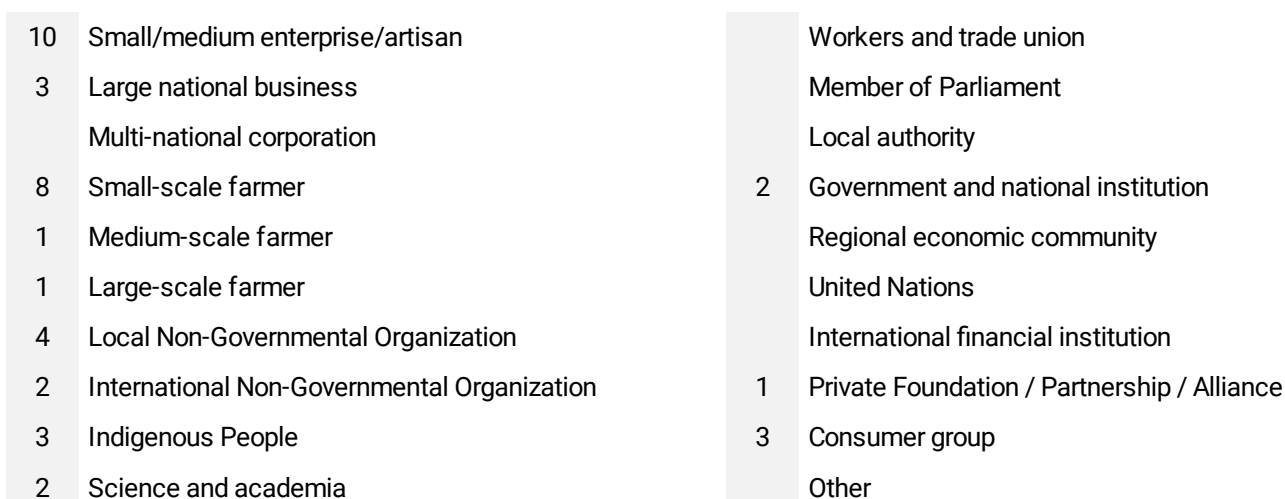 10 Small/medium enterprise/artisan
3 Large national business
Multi-national corporation
8 Small-scale farmer
1 Medium-scale farmer
1 Large-scale farmer
4 Local Non-Governmental Organization
2 International Non-Governmental Organization
3 Indigenous People
2 Science and academia
Workers and trade union
Member of Parliament
Local authority
2 Government and national institution
Regional economic community
United Nations
International financial institution
1 Private Foundation / Partnership / Alliance
3 Consumer group
Other